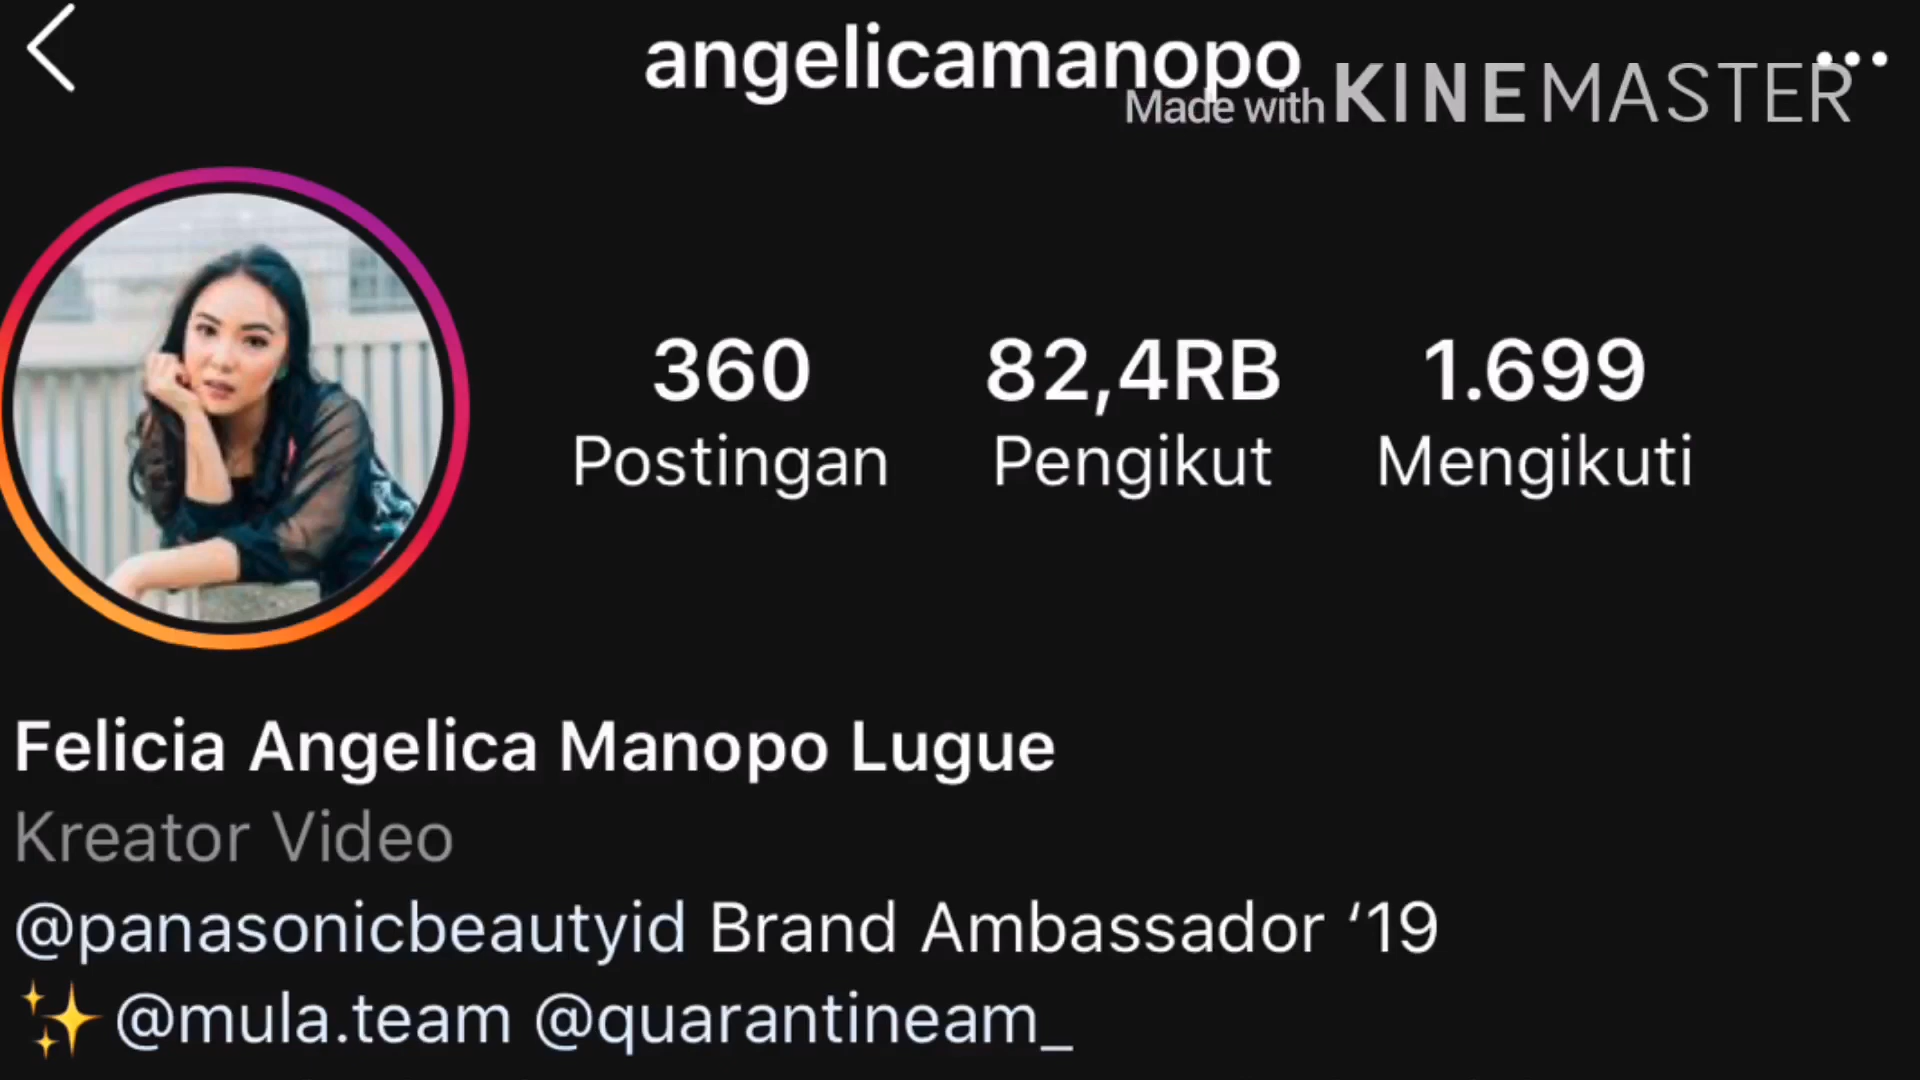 angelicamanopo
Made with KINEMASTER
360 82,4RB 1.699
Postingan Pengikut Mengikuti
Felicia Angelica Manopo Lugue
Kreator Video
@panasonicbeautyid Brand Ambassador ‘19
✨ @mula.team @quarantineam_